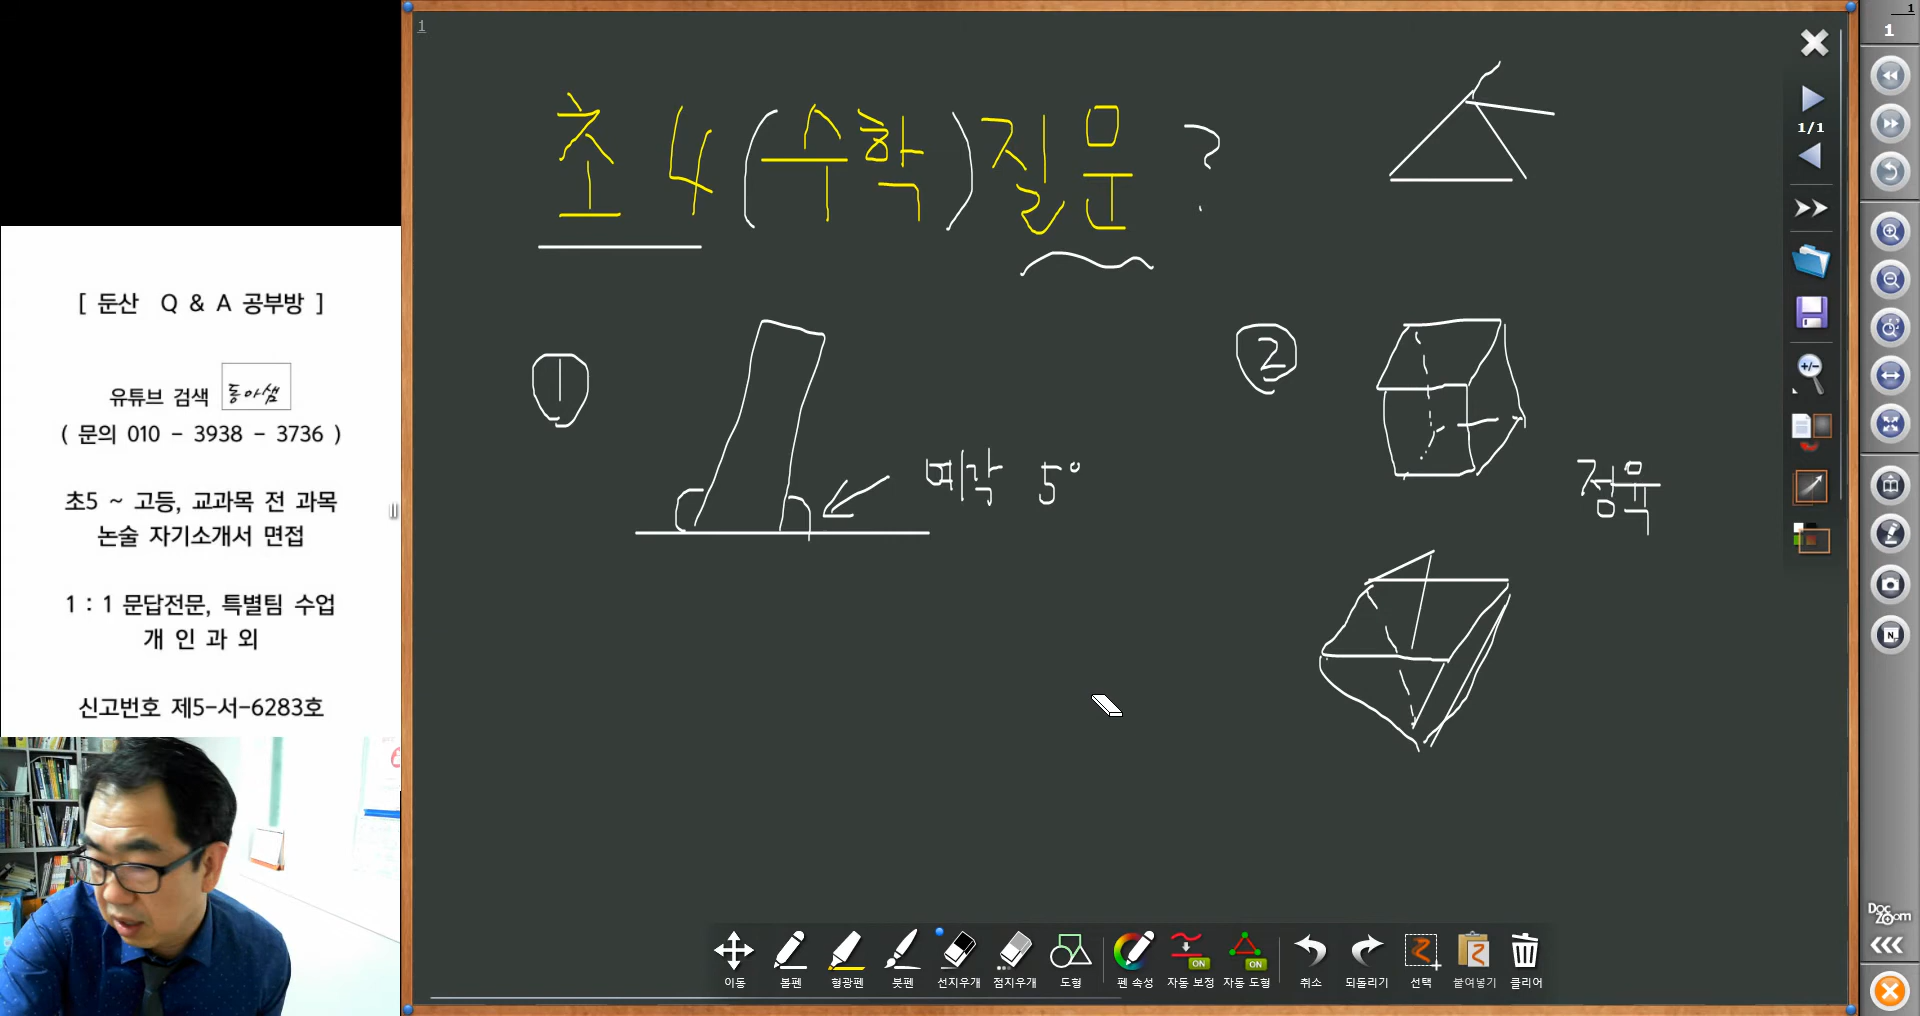 1
초4 (수학) 질문?
①
예각 5°
②
점육
[ 둔산 Q & A 공부방 ]
유튜브 검색 동아샘
( 문의 010 - 3938 - 3736 )
초5 ~ 고등, 교과목 전 과목
논술 자기소개서 면접
1 : 1 문답전문, 특별팀 수업
개 인 과 외
신고번호 제5-서-6283호
1/1
+/-
1
1
N
Doc Zoom
ON
ON
이동
볼펜
형광펜
붓펜
선지우개
점지우개
도형
펜 속성
자동 보정
자동 도형
취소
되돌리기
선택
붙여넣기
클리어